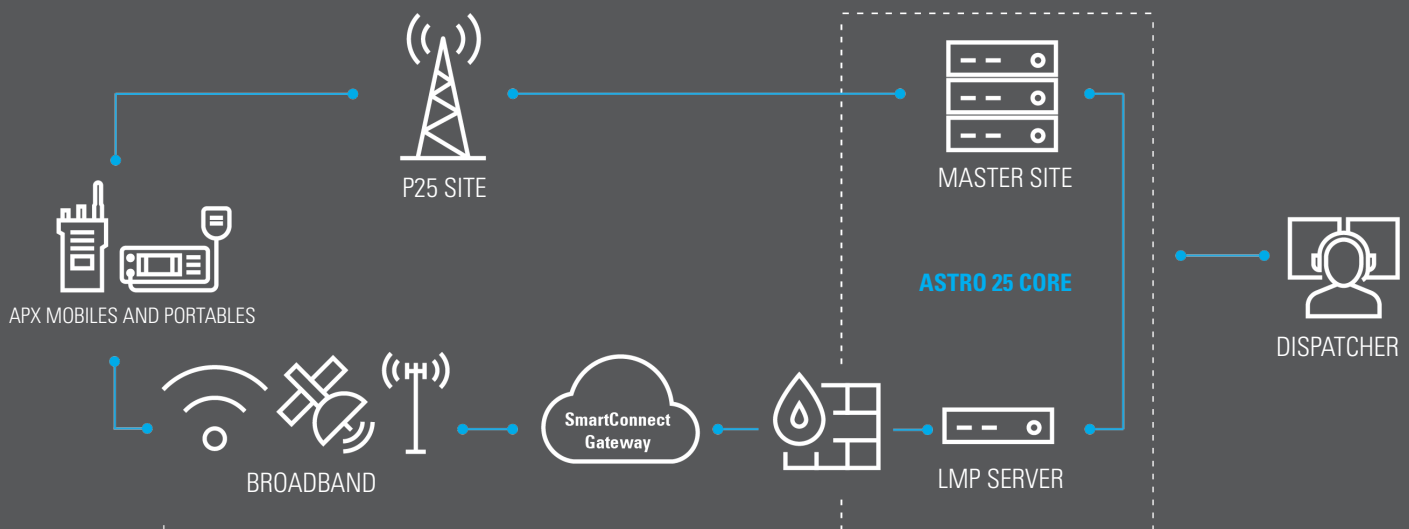 P25 SITE
MASTER SITE
APX MOBILES AND PORTABLES
ASTRO 25 CORE
DISPATCHER
SmartConnect
Gateway
BROADBAND
LMP SERVER